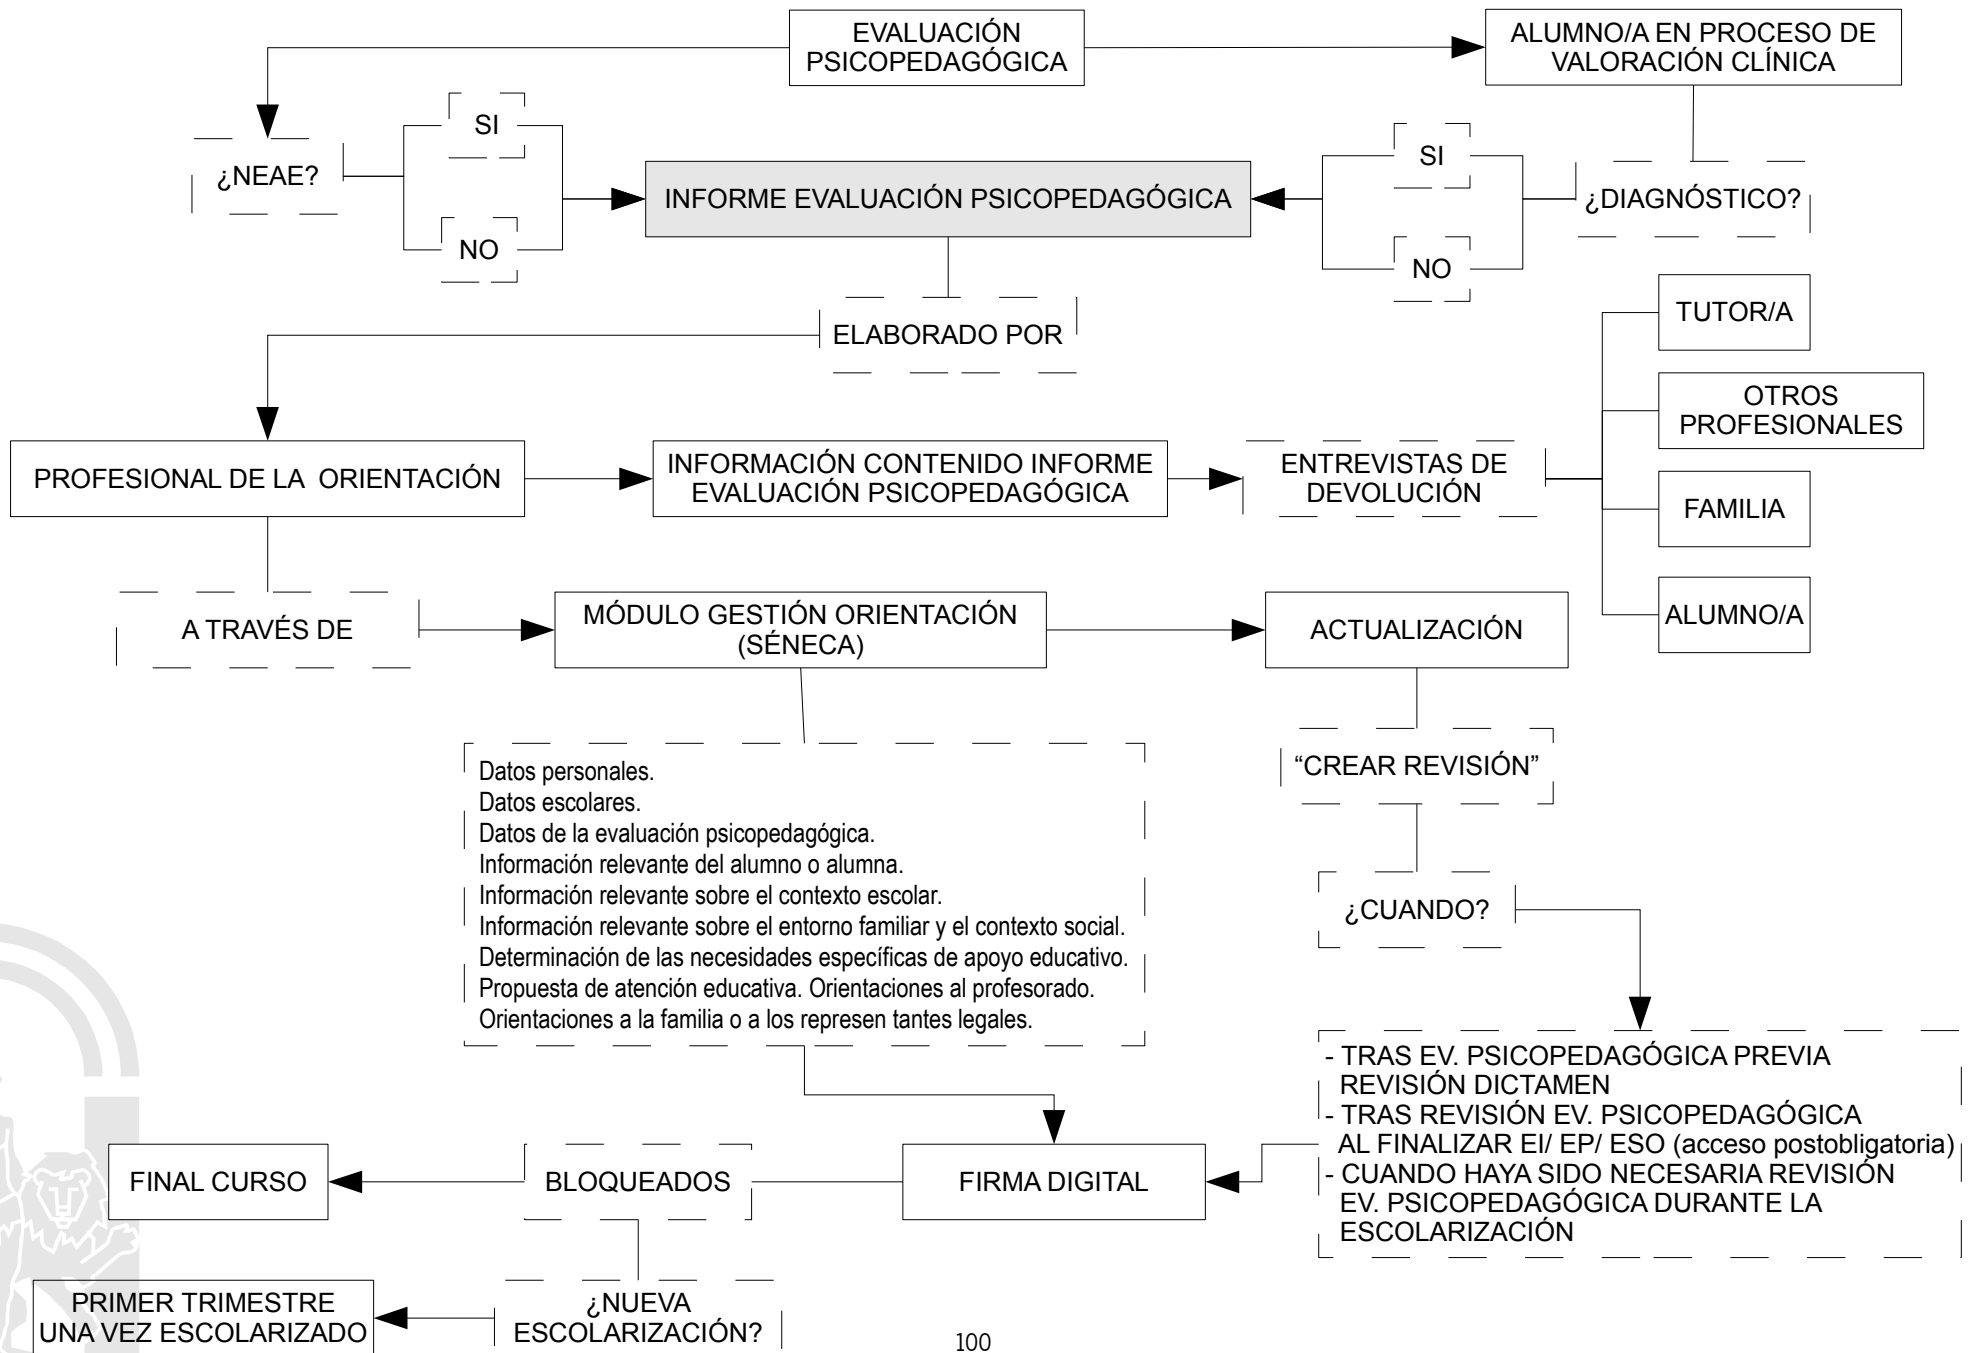 EVALUACIÓN
PSICOPEDAGÓGICA
ALUMNO/A EN PROCESO DE
VALORACIÓN CLÍNICA
¿NEAE?
SI
NO
INFORME EVALUACIÓN PSICOPEDAGÓGICA
SI
NO
¿DIAGNÓSTICO?
ELABORADO POR
TUTOR/A
OTROS
PROFESIONALES
FAMILIA
ALUMNO/A
PROFESIONAL DE LA ORIENTACIÓN
INFORMACIÓN CONTENIDO INFORME
EVALUACIÓN PSICOPEDAGÓGICA
ENTREVISTAS DE
DEVOLUCIÓN
A TRAVÉS DE
MÓDULO GESTIÓN ORIENTACIÓN
(SÉNECA)
ACTUALIZACIÓN
“CREAR REVISIÓN”
¿CUANDO?
Datos personales.
Datos escolares.
Datos de la evaluación psicopedagógica.
Información relevante del alumno o alumna.
Información relevante sobre el contexto escolar.
Información relevante sobre el entorno familiar y el contexto social.
Determinación de las necesidades específicas de apoyo educativo.
Propuesta de atención educativa. Orientaciones al profesorado.
Orientaciones a la familia o a los represen tantes legales.
- TRAS EV. PSICOPEDAGÓGICA PREVIA
REVISIÓN DICTAMEN
- TRAS REVISIÓN EV. PSICOPEDAGÓGICA
AL FINALIZAR EI/ EP/ ESO (acceso postobligatoria)
- CUANDO HAYA SIDO NECESARIA REVISIÓN
EV. PSICOPEDAGÓGICA DURANTE LA
ESCOLARIZACIÓN
FINAL CURSO
BLOQUEADOS
FIRMA DIGITAL
PRIMER TRIMESTRE
UNA VEZ ESCOLARIZADO
¿NUEVA
ESCOLARIZACIÓN?
100